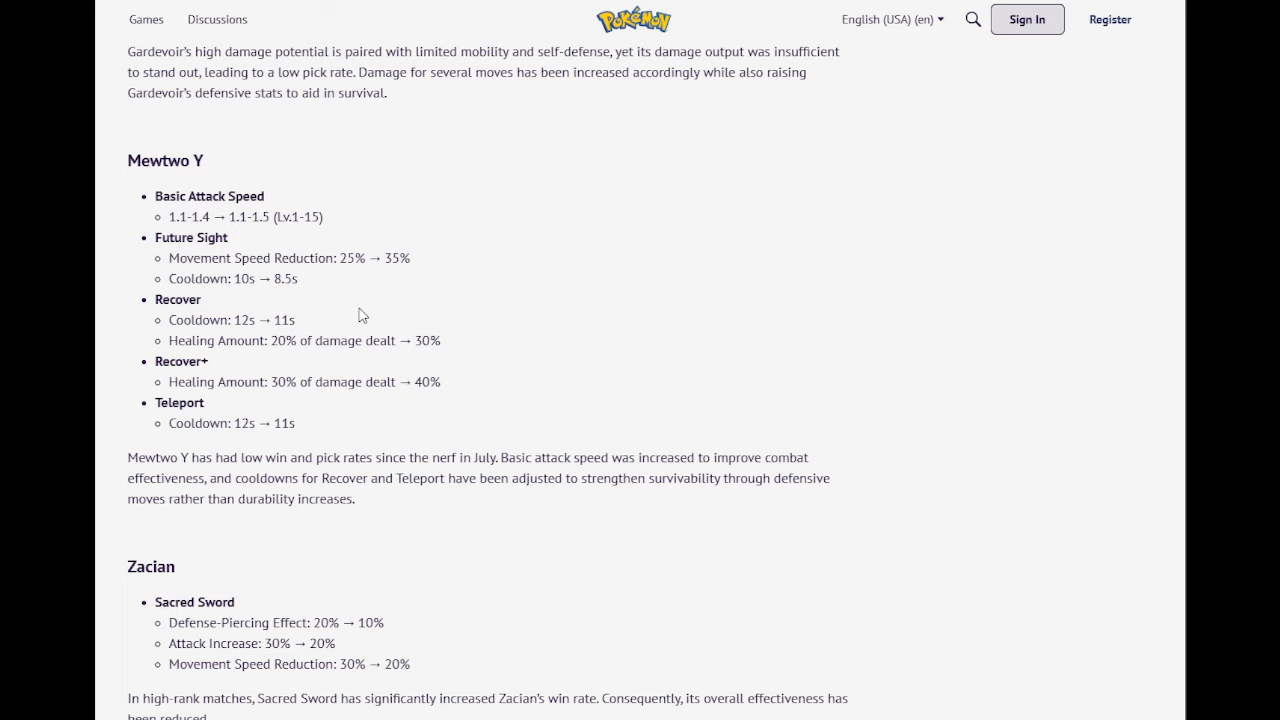 Games Discussions Pokémon English (USA) (en) Sign In Register
Gardevoir's high damage potential is paired with limited mobility and self-defense, yet its damage output was insufficient
to stand out, leading to a low pick rate. Damage for several moves has been increased accordingly while also raising
Gardevoir's defensive stats to aid in survival.
Mewtwo Y
• Basic Attack Speed
◦ 1.1-1.4 → 1.1-1.5 (Lv.1-15)
• Future Sight
◦ Movement Speed Reduction: 25% → 35%
◦ Cooldown: 10s → 8.5s
• Recover
◦ Cooldown: 12s → 11s
◦ Healing Amount: 20% of damage dealt → 30%
• Recover+
◦ Healing Amount: 30% of damage dealt → 40%
• Teleport
◦ Cooldown: 12s → 11s
Mewtwo Y has had low win and pick rates since the nerf in July. Basic attack speed was increased to improve combat
effectiveness, and cooldowns for Recover and Teleport have been adjusted to strengthen survivability through defensive
moves rather than durability increases.
Zacian
• Sacred Sword
◦ Defense-Piercing Effect: 20% → 10%
◦ Attack Increase: 30% → 20%
◦ Movement Speed Reduction: 30% → 20%
In high-rank matches, Sacred Sword has significantly increased Zacian's win rate. Consequently, its overall effectiveness has
been reduced.